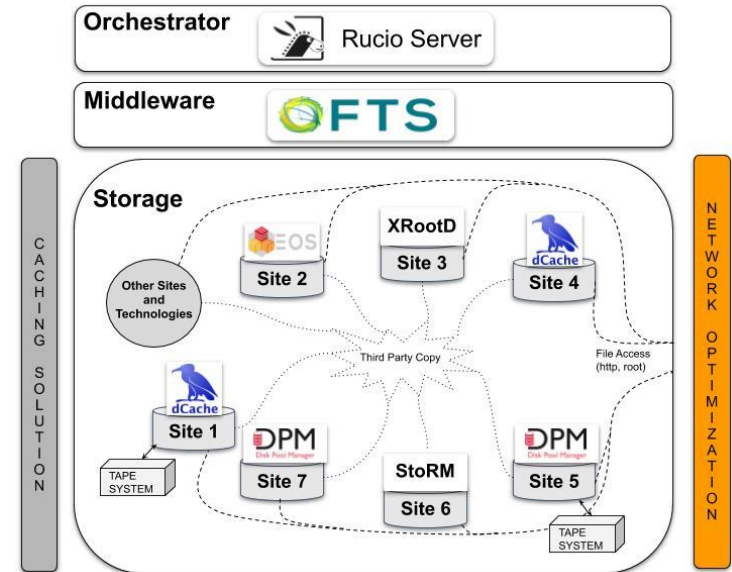 Orchestrator
Rucio Server
Middleware
FTS
CACHING SOLUTION
Storage
EOS
Site 2
XRootD
Site 3
dCache
Site 4
Other Sites
and
Technologies
Third Party Copy
File Access
(http, root)
dCache
Site 1
TAPE
SYSTEM
DPM
Disk Pool Manager
Site 7
StoRM
Site 6
DPM
Disk Pool Manager
Site 5
TAPE
SYSTEM
NETWORK OPTIMIZATION